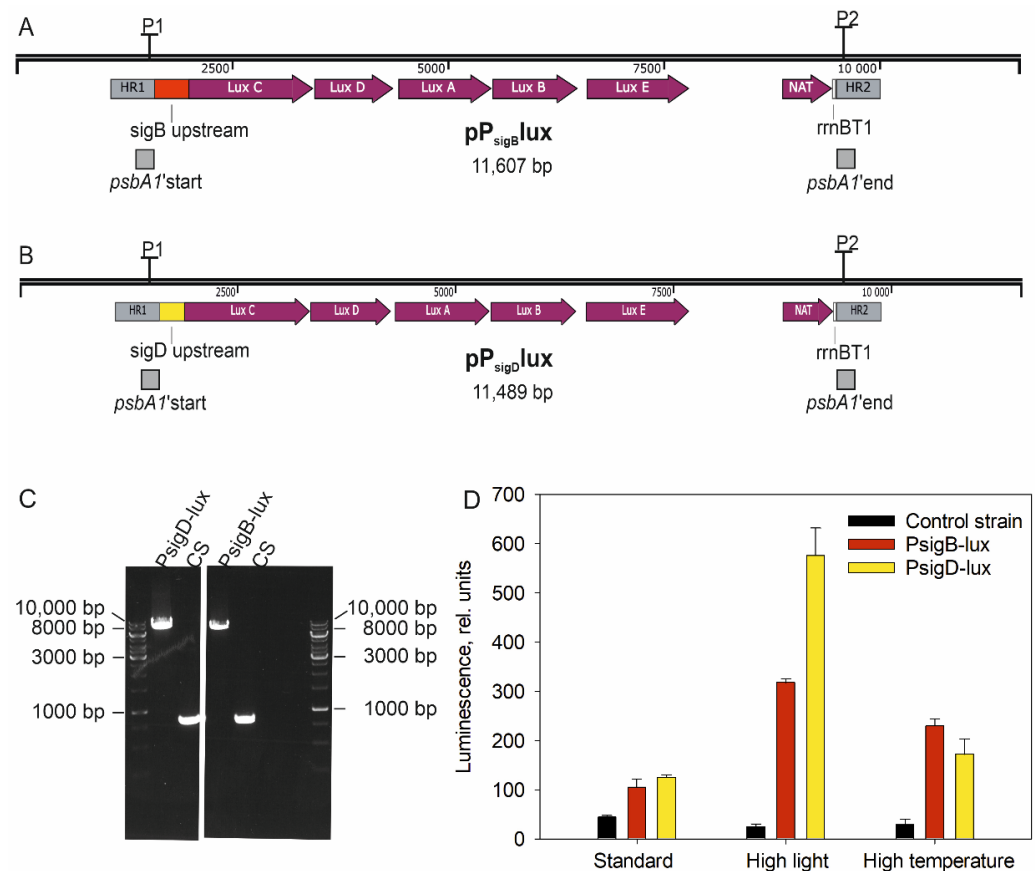 A
P1
P2
2500
5000
7500
10 000
HR1
Lux C
Lux D
Lux A
Lux B
Lux E
NAT
HR2
sigB upstream
pPsigBlux
rrnBT1
11,607 bp
psbA1'start
psbA1'end
B
P1
P2
2500
5000
7500
10 000
HR1
Lux C
Lux D
Lux A
Lux B
Lux E
NAT
HR2
sigD upstream
pPsigDlux
rrnBT1
11,489 bp
psbA1'start
psbA1'end
C
PsigD-lux
CS
PsigB-lux
CS
10,000 bp
8000 bp
3000 bp
1000 bp
10,000 bp
8000 bp
3000 bp
1000 bp
D
Luminescence, rel. units
700
600
500
400
300
200
100
0
Control strain
PsigB-lux
PsigD-lux
Standard
High light
High temperature